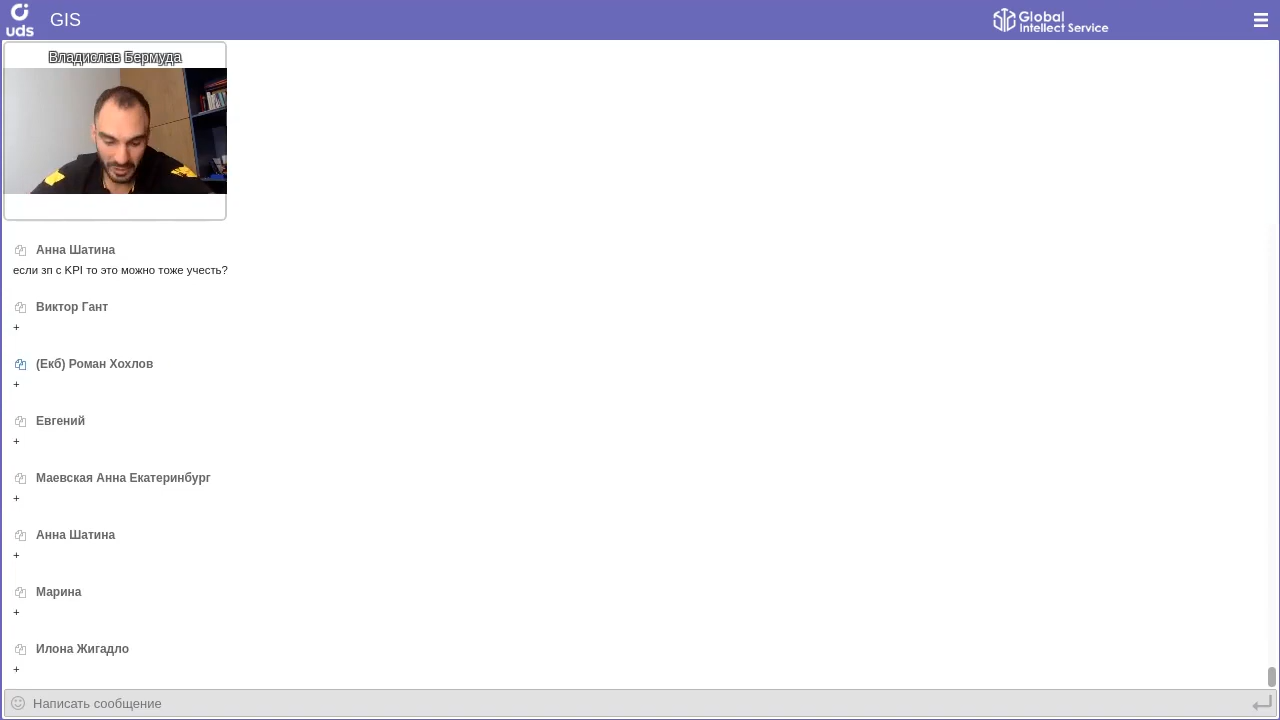 uds
GIS
Global
Intellect Service
Владислав Бермуда
Анна Шатина
если зп с KPI то это можно тоже учесть?
Виктор Гант
+
(Екб) Роман Хохлов
+
Евгений
+
Маевская Анна Екатеринбург
+
Анна Шатина
+
Марина
+
Илона Жигадло
+
Написать сообщение